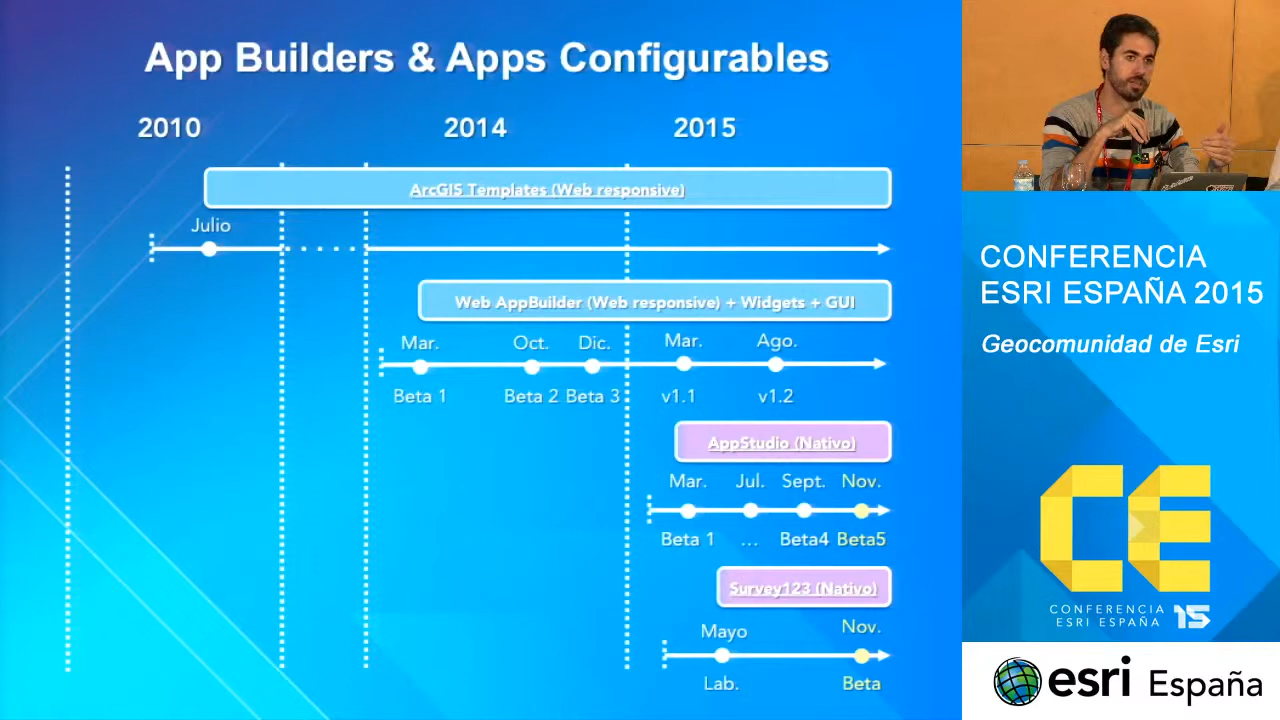 App Builders & Apps Configurables
2010 2014 2015
ArcGIS Templates (Web responsive)
Julio
Web AppBuilder (Web responsive) + Widgets + GUI
Mar. Oct. Dic. Mar. Ago.
Beta 1 Beta 2 Beta 3 v1.1 v1.2
AppStudio (Nativo)
Mar. Jul. Sept. Nov.
Beta 1 ... Beta4 Beta5
Survey123 (Nativo)
Mayo Nov.
Lab. Beta
CONFERENCIA
ESRI ESPAÑA 2015
Geocomunidad de Esri
CE
CONFERENCIA
ESRI ESPAÑA 15
esri España